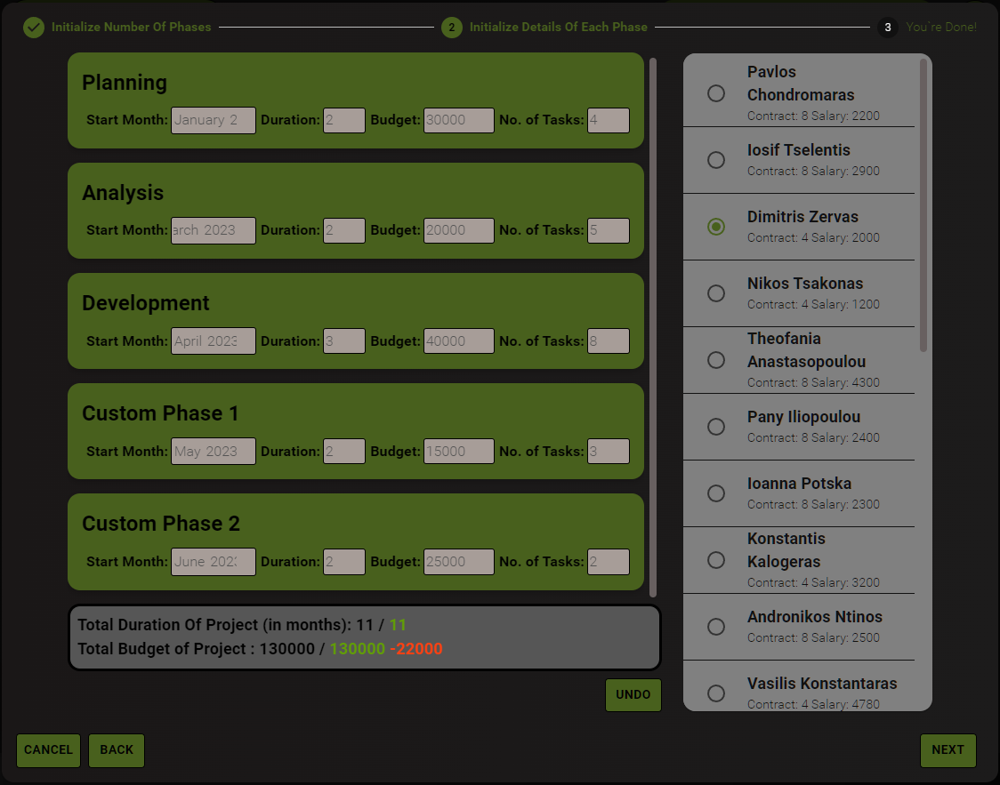 Initialize Number Of Phases
2 Initialize Details Of Each Phase
3 You`re Done!
Planning
Start Month: January 2 Duration: 2 Budget: 30000 No. of Tasks: 4
Analysis
Start Month: arch 2023 Duration: 2 Budget: 20000 No. of Tasks: 5
Development
Start Month: April 2023 Duration: 3 Budget: 40000 No. of Tasks: 8
Custom Phase 1
Start Month: May 2023 Duration: 2 Budget: 15000 No. of Tasks: 3
Custom Phase 2
Start Month: June 202 Duration: 2 Budget: 25000 No. of Tasks: 2
Total Duration Of Project (in months): 11 / 11
Total Budget of Project : 130000 / 130000 -22000
UNDO
Pavlos
Chondromaras
Contract: 8 Salary: 2200
Iosif Tselentis
Contract: 8 Salary: 2900
Dimitris Zervas
Contract: 4 Salary: 2000
Nikos Tsakonas
Contract: 4 Salary: 1200
Theofania
Anastasopoulou
Contract: 8 Salary: 4300
Pany Iliopoulou
Contract: 8 Salary: 2400
Ioanna Potska
Contract: 8 Salary: 2300
Konstantis
Kalogeras
Contract: 4 Salary: 3200
Andronikos Ntinos
Contract: 8 Salary: 2500
Vasilis Konstantaras
Contract: 4 Salary: 4780
CANCEL
BACK
NEXT